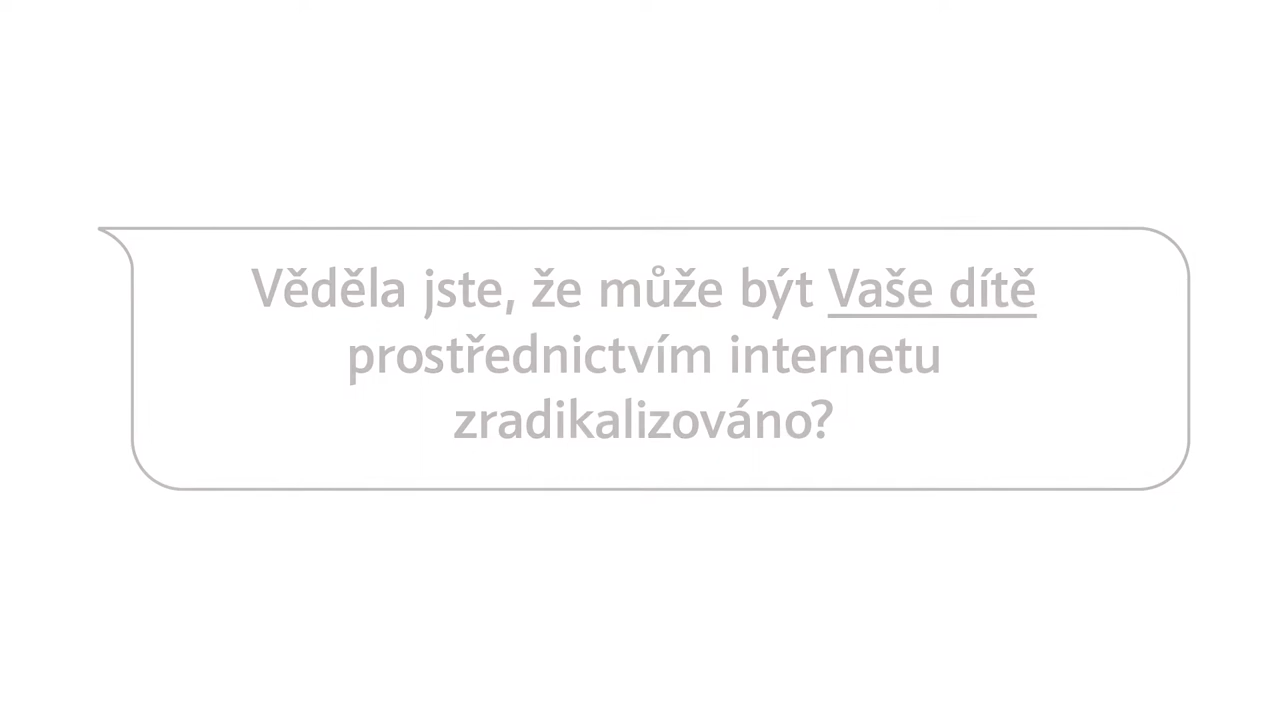 Věděla jste, že může být Vaše dítě
prostřednictvím internetu
zradikalizováno?